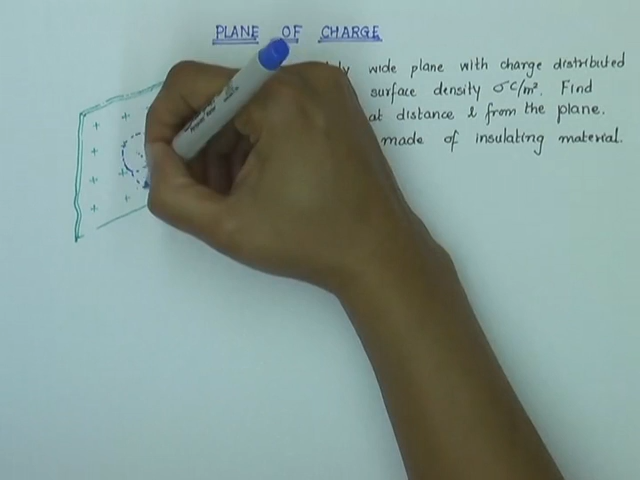 PLANE OF CHARGE
wide plane with charge distributed
surface density σ C/m². Find
at distance r from the plane.
made of insulating material.
+ +
+
+ +
+ +